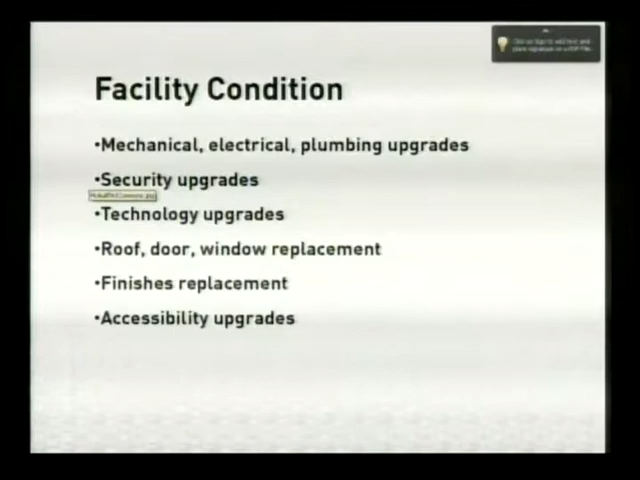 Facility Condition
•Mechanical, electrical, plumbing upgrades
•Security upgrades
•Technology upgrades
•Roof, door, window replacement
•Finishes replacement
•Accessibility upgrades